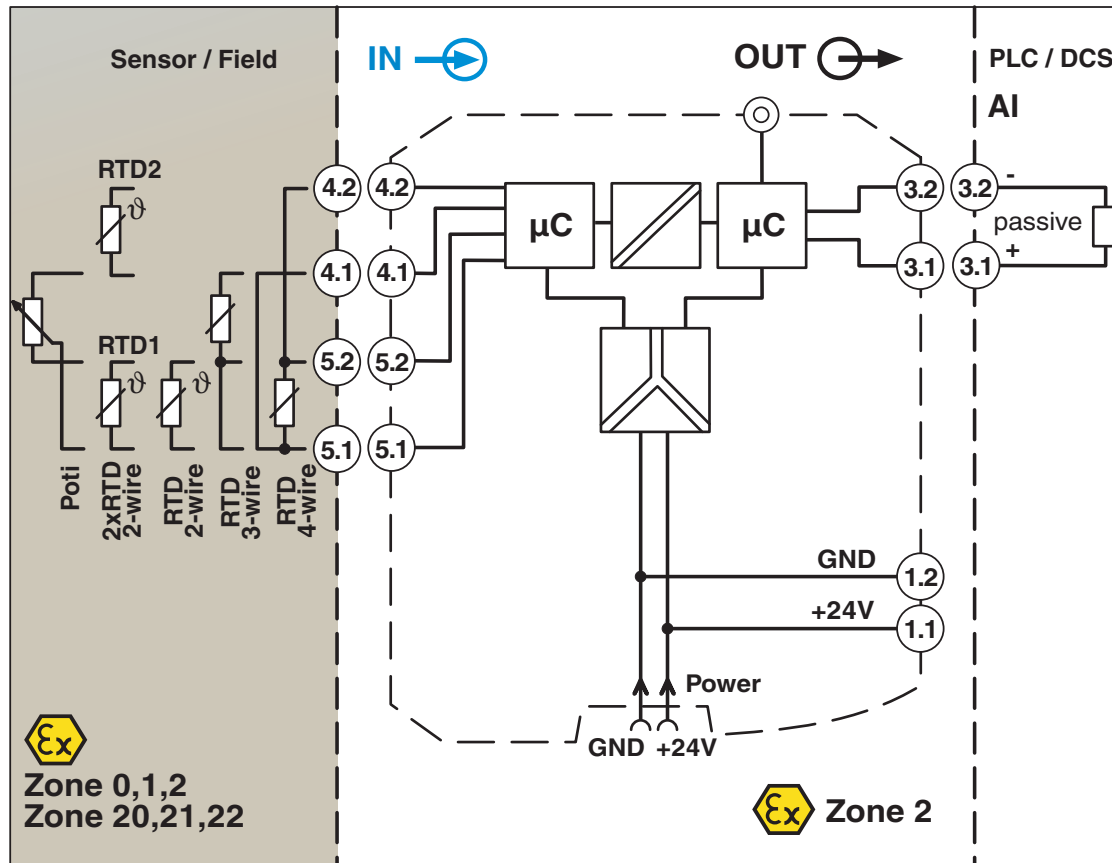 Sensor / Field
IN
OUT
PLC / DCS
AI
RTD2
ϑ
4.2
4.2
µC
µC
3.2
3.2
-
passive
+
4.1
4.1
3.1
3.1
RTD1
ϑ
ϑ
5.2
5.2
5.1
5.1
Poti
2xRTD
2-wire
RTD
2-wire
RTD
3-wire
RTD
4-wire
GND
1.2
+24V
1.1
Power
GND +24V
Ex
Zone 0,1,2
Zone 20,21,22
Ex
Zone 2